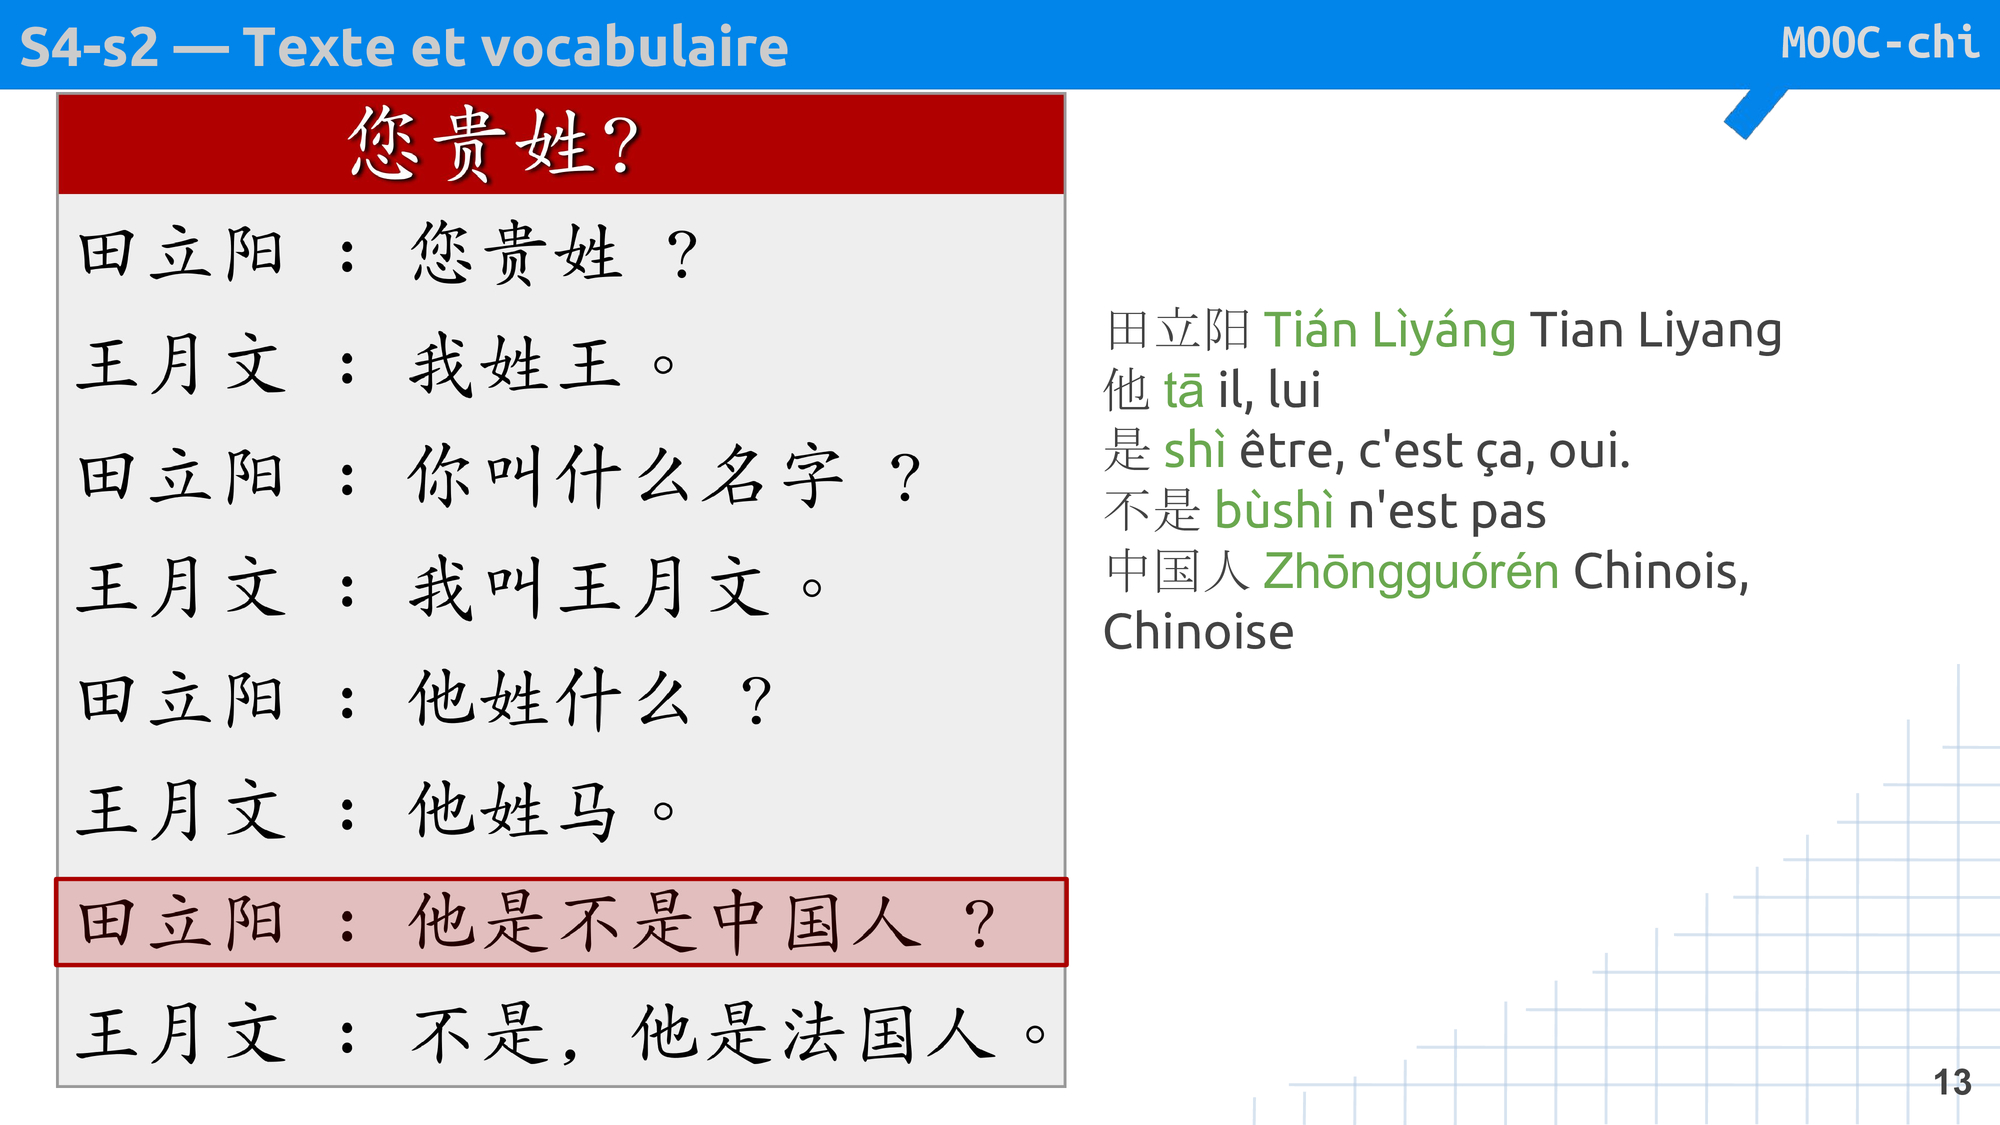 S4-s2 — Texte et vocabulaire
MOOC-chi
您贵姓?
田立阳 : 您贵姓 ?
王月文 : 我姓王。
田立阳 : 你叫什么名字 ?
王月文 : 我叫王月文。
田立阳 : 他姓什么 ?
王月文 : 他姓马。
田立阳 : 他是不是中国人 ?
王月文 : 不是, 他是法国人。
田立阳 Tián Lìyáng Tian Liyang
他 tā il, lui
是 shì être, c'est ça, oui.
不是 bùshì n'est pas
中国人 Zhōngguórén Chinois,
Chinoise
13